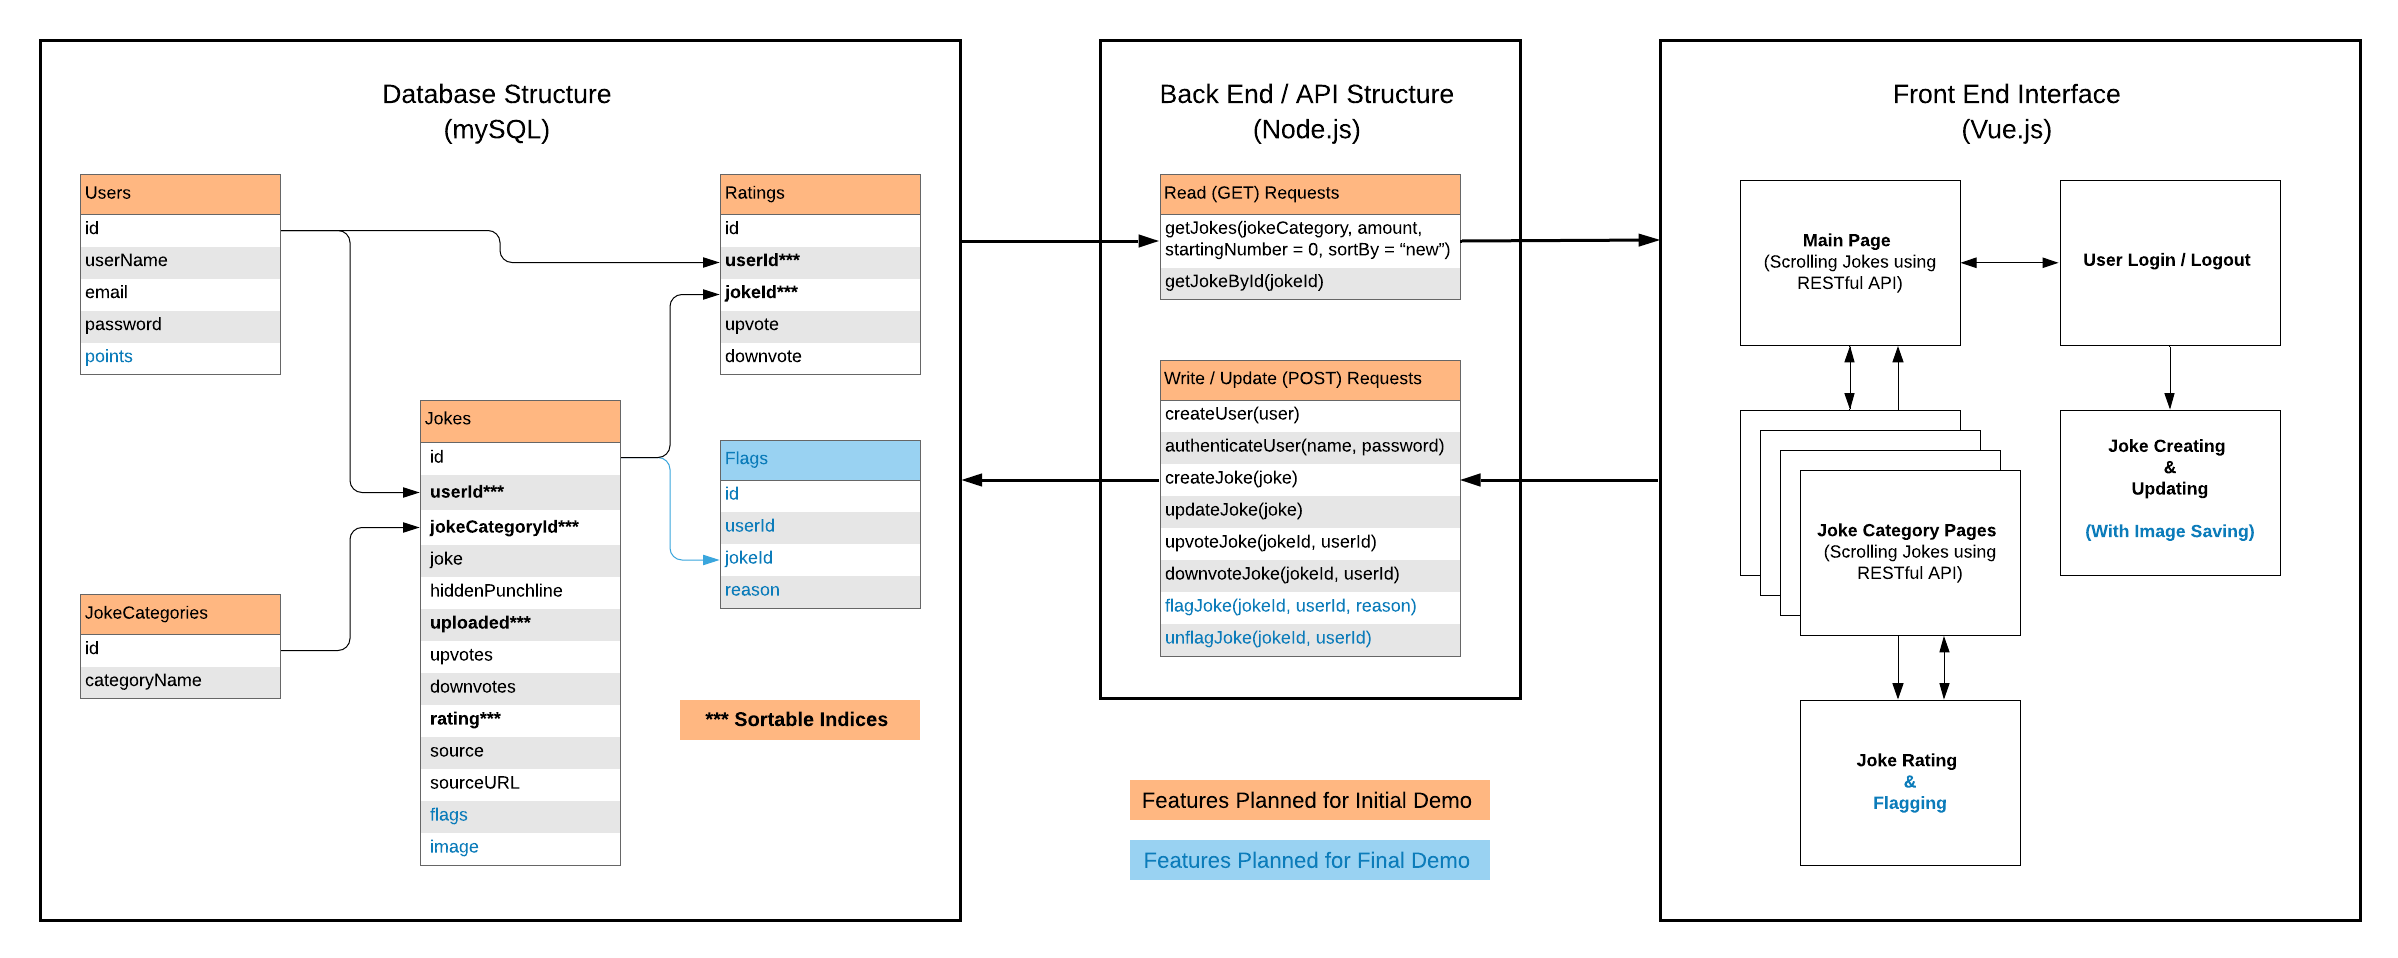 Database Structure
(mySQL)
Users
id
userName
email
password
points
Ratings
id
userId***
jokeId***
upvote
downvote
Jokes
id
userId***
jokeCategoryId***
joke
hiddenPunchline
uploaded***
upvotes
downvotes
rating***
source
sourceURL
flags
image
Flags
id
userId
jokeId
reason
JokeCategories
id
categoryName
*** Sortable Indices
Back End / API Structure
(Node.js)
Read (GET) Requests
getJokes(jokeCategory, amount,
startingNumber = 0, sortBy = “new”)
getJokeById(jokeId)
Write / Update (POST) Requests
createUser(user)
authenticateUser(name, password)
createJoke(joke)
updateJoke(joke)
upvoteJoke(jokeId, userId)
downvoteJoke(jokeId, userId)
flagJoke(jokeId, userId, reason)
unflagJoke(jokeId, userId)
Features Planned for Initial Demo
Features Planned for Final Demo
Front End Interface
(Vue.js)
Main Page
(Scrolling Jokes using
RESTful API)
User Login / Logout
Joke Creating
&
Updating
(With Image Saving)
Joke Category Pages
(Scrolling Jokes using
RESTful API)
Joke Rating
&
Flagging